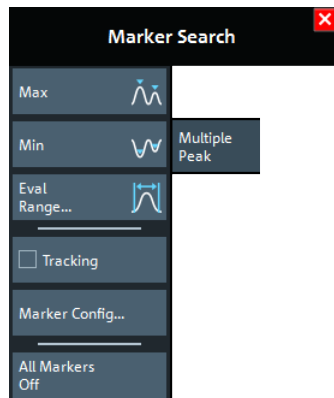 Marker Search
Max
Min
Multiple
Peak
Eval
Range...
Tracking
Marker Config...
All Markers
Off